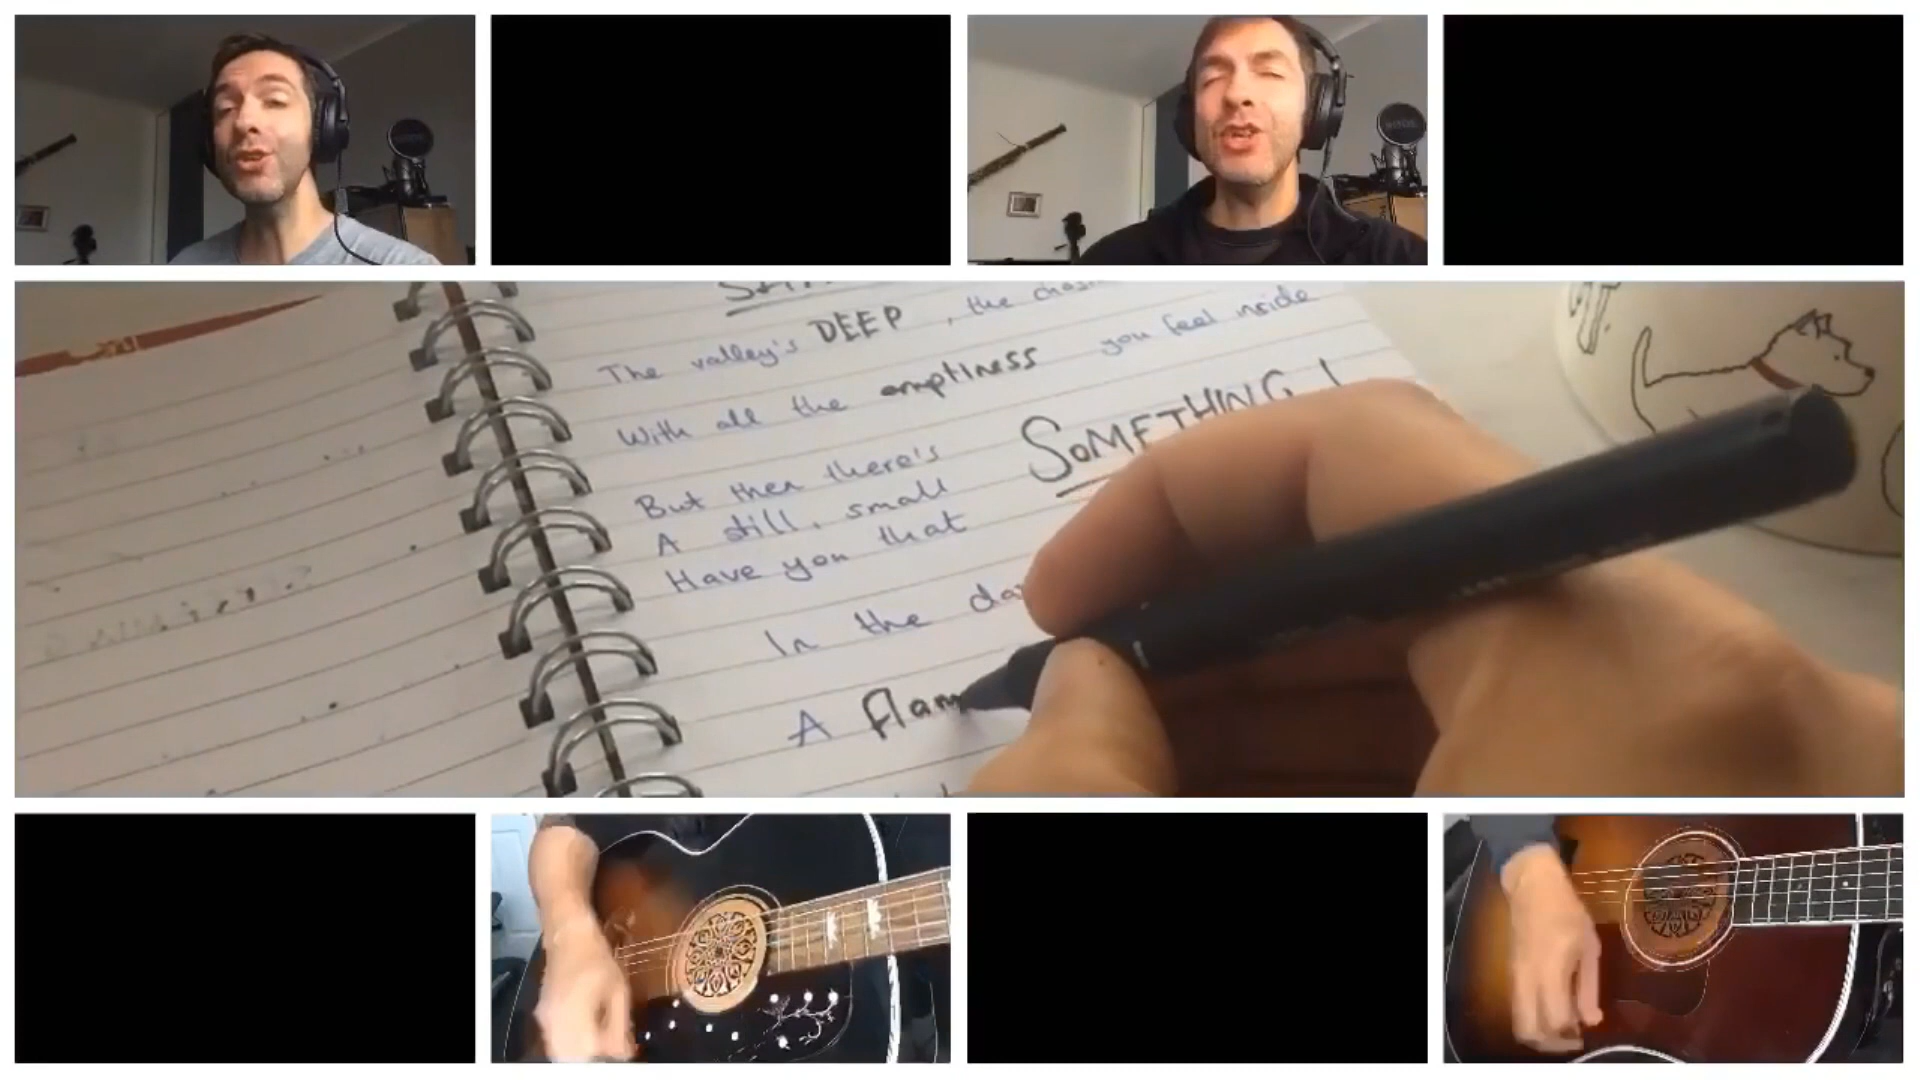 The valley's DEEP, the
With all the emptiness you feel inside
But then there's SOMETHING
A still, small
Have you that
In the
A flam